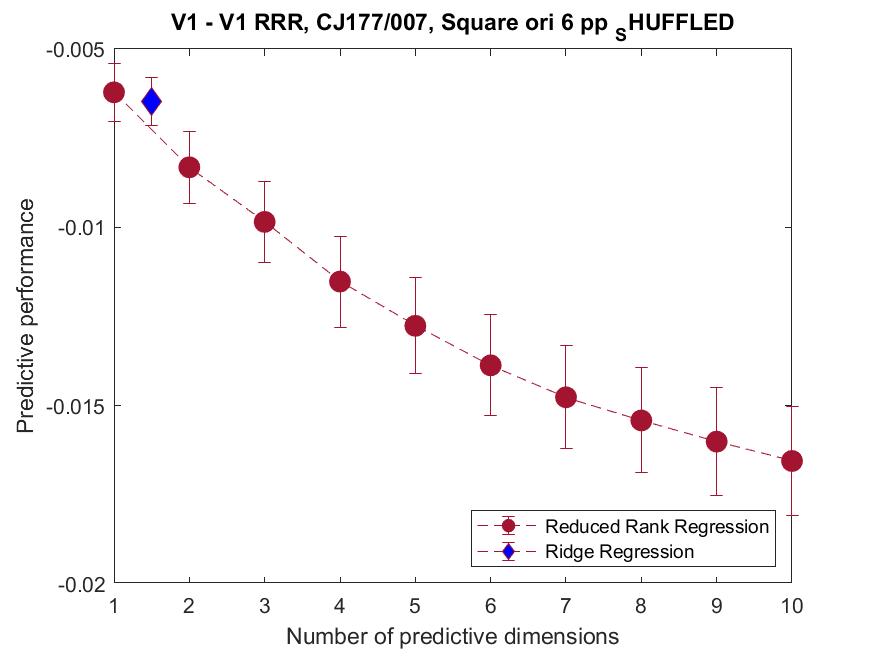 V1 - V1 RRR, CJ177/007, Square ori 6 pp SHUFFLED
-0.005
-0.01
-0.015
-0.02
Predictive performance
1 2 3 4 5 6 7 8 9 10
Number of predictive dimensions
Reduced Rank Regression
Ridge Regression